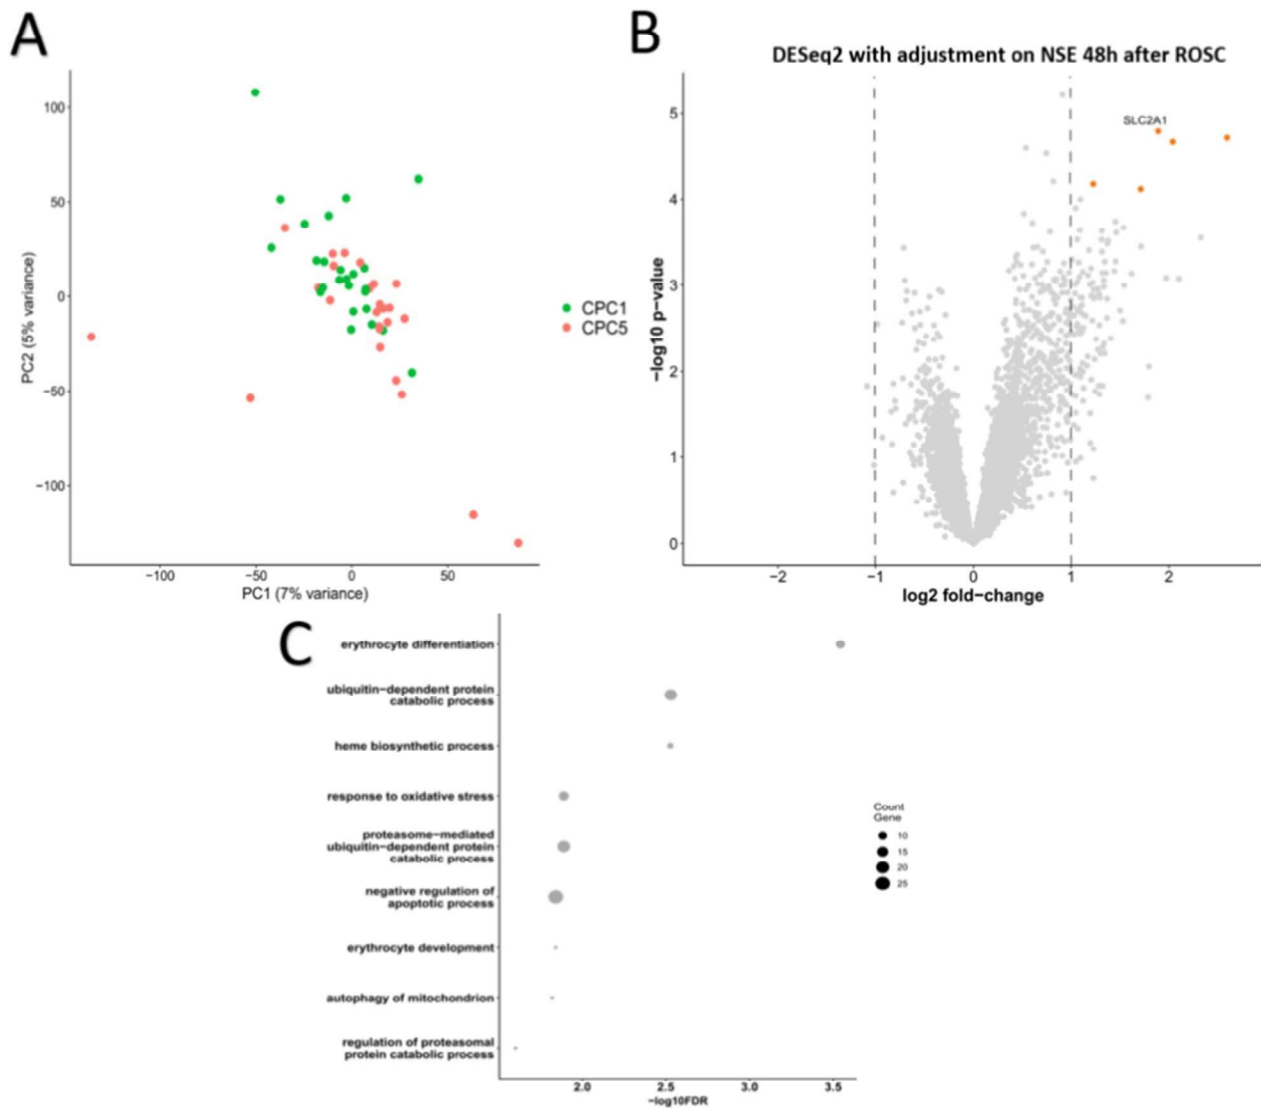 A
100
50
0
−50
−100
PC2 (5% variance)
−100
−50
0
50
PC1 (7% variance)
CPC1
CPC5
B
DESeq2 with adjustment on NSE 48h after ROSC
SLC2A1
5
4
3
2
1
0
−log10 p−value
−2
−1
0
1
2
log2 fold−change
C
erythrocyte differentiation
ubiquitin−dependent protein
catabolic process
heme biosynthetic process
response to oxidative stress
proteasome−mediated
ubiquitin−dependent protein
catabolic process
negative regulation of
apoptotic process
erythrocyte development
autophagy of mitochondrion
regulation of proteasomal
protein catabolic process
2.0
2.5
3.0
3.5
−log10FDR
Count
Gene
10
15
20
25